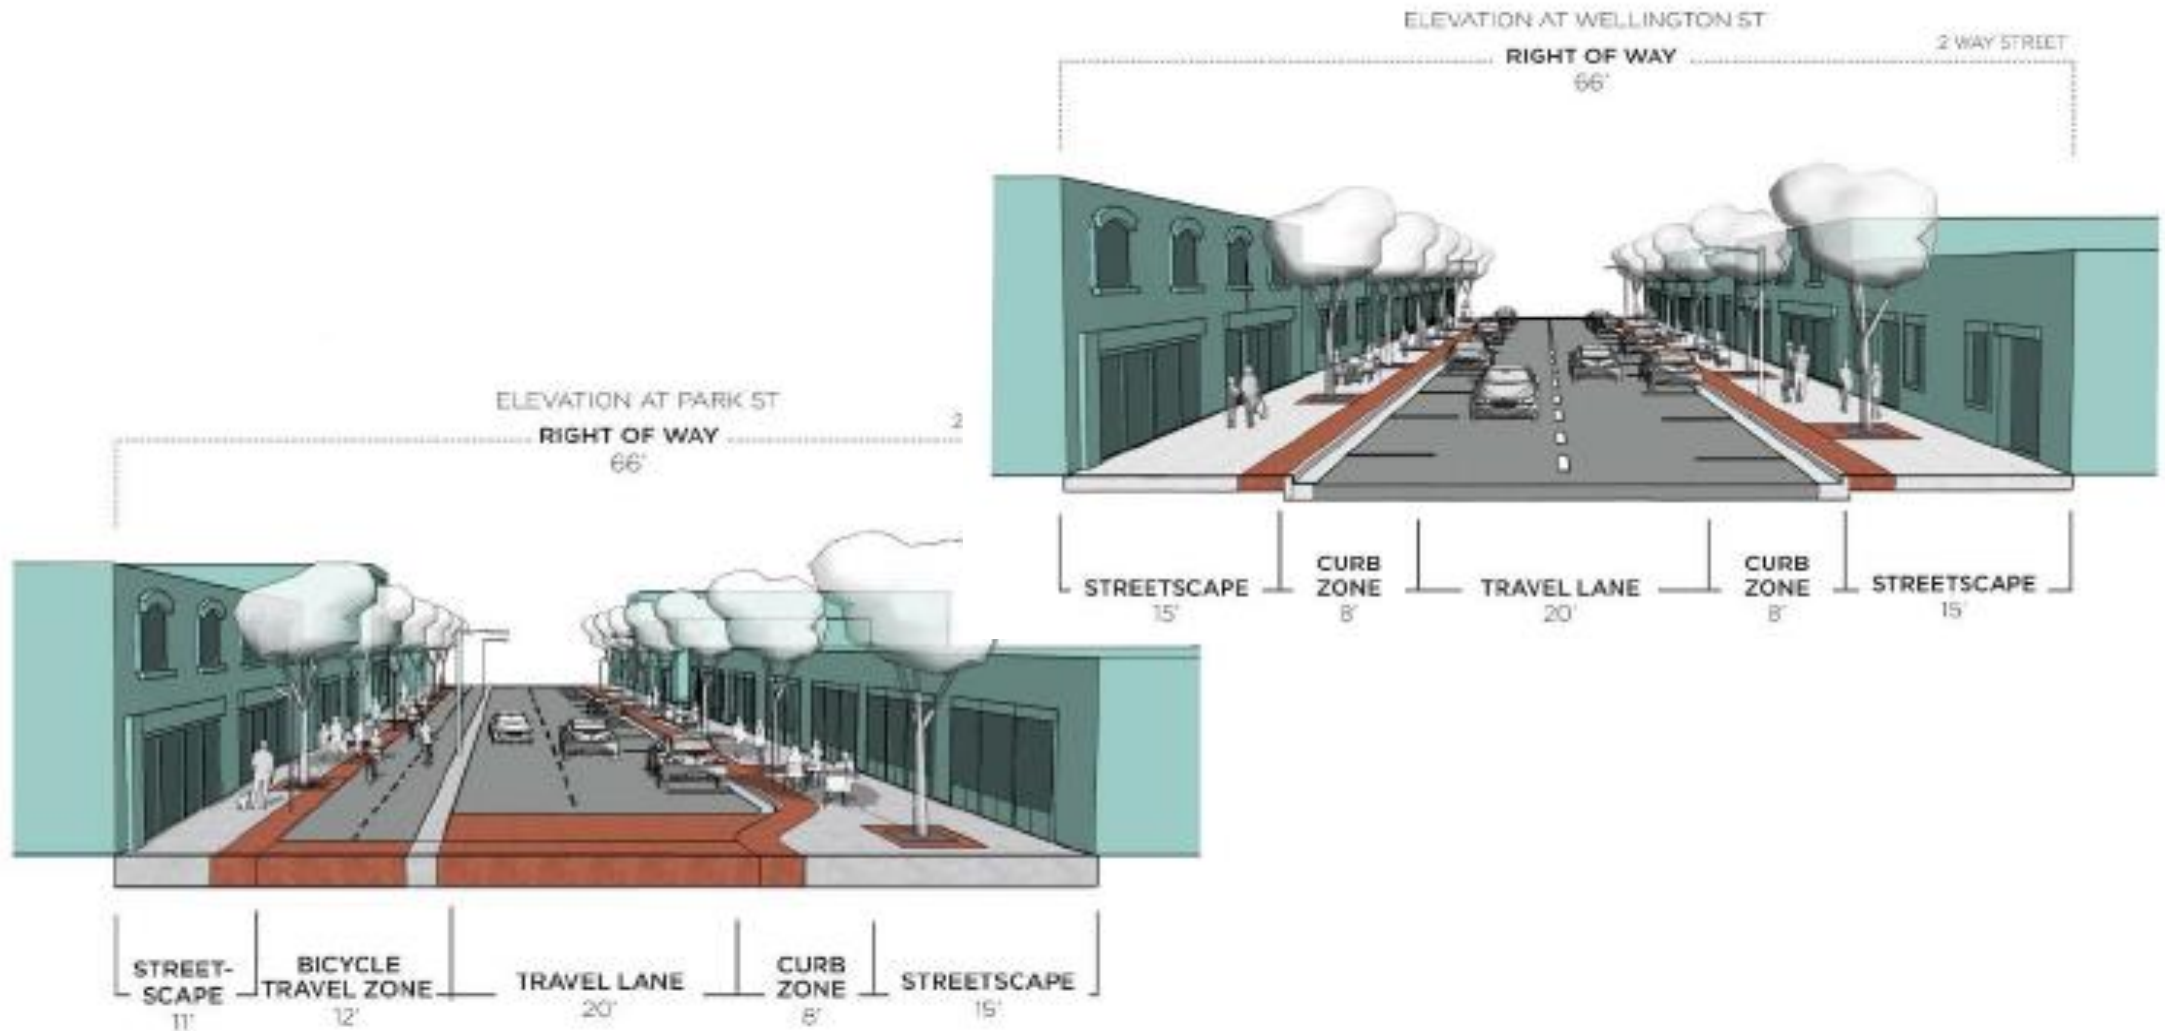 ELEVATION AT WELLINGTON ST
2 WAY STREET
RIGHT OF WAY
66'
STREETSCAPE
15'
CURB
ZONE
8'
TRAVEL LANE
20'
CURB
ZONE
8'
STREETSCAPE
15'
ELEVATION AT PARK ST
2
RIGHT OF WAY
66'
STREET-
SCAPE
11'
BICYCLE
TRAVEL ZONE
12'
TRAVEL LANE
20'
CURB
ZONE
8'
STREETSCAPE
15'